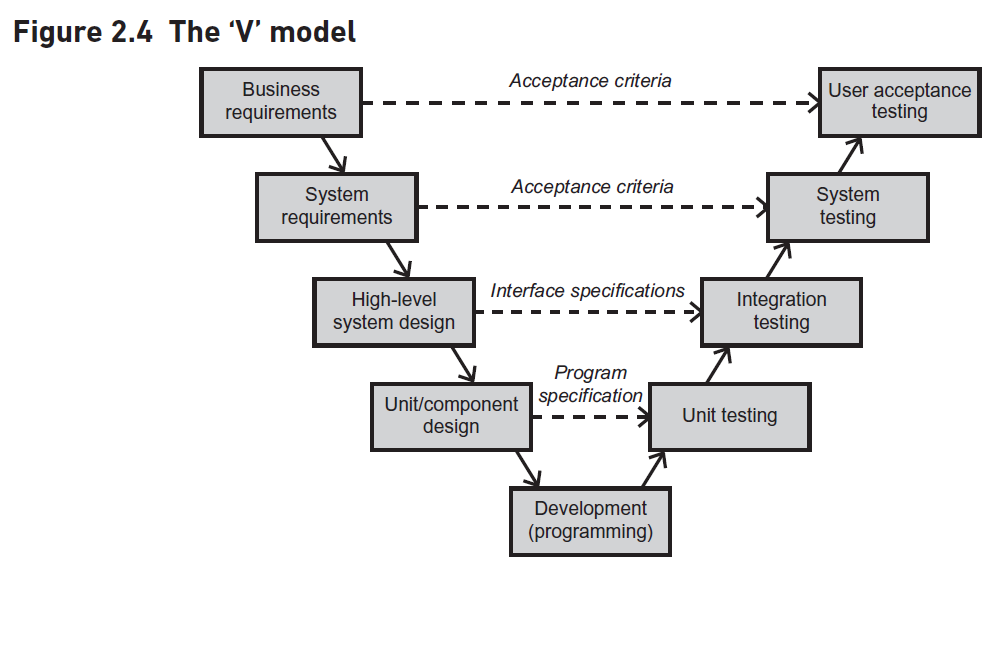 Figure 2.4 The ‘V’ model
Business
requirements
Acceptance criteria
User acceptance
testing
System
requirements
Acceptance criteria
System
testing
High-level
system design
Interface specifications
Integration
testing
Unit/component
design
Program
specification
Unit testing
Development
(programming)